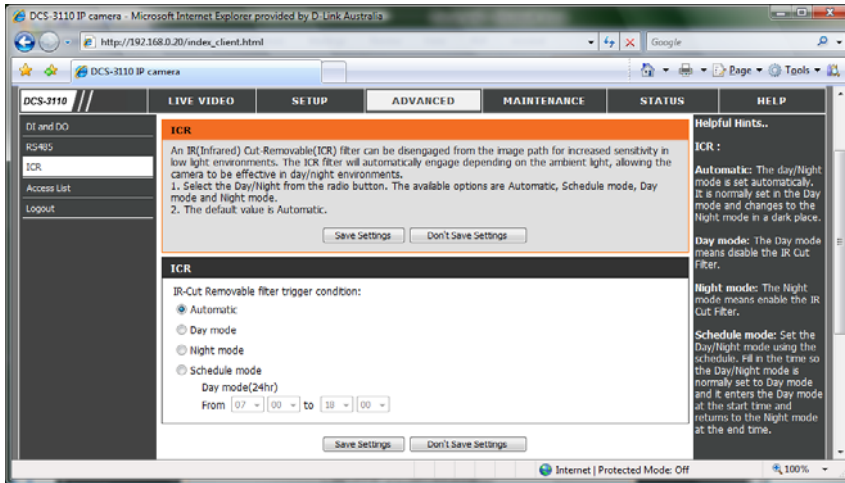 DCS-3110 IP camera - Microsoft Internet Explorer provided by D-Link Australia
http://192.168.0.20/index_client.html
Google
DCS-3110 IP camera
Page
Tools
DCS-3110
LIVE VIDEO
SETUP
ADVANCED
MAINTENANCE
STATUS
HELP
DI and DO
RS485
ICR
Access List
Logout
ICR
An IR(Infrared) Cut-Removable(ICR) filter can be disengaged from the image path for increased sensitivity in
low light environments. The ICR filter will automatically engage depending on the ambient light, allowing the
camera to be effective in day/night environments.
1. Select the Day/Night from the radio button. The available options are Automatic, Schedule mode, Day
mode and Night mode.
2. The default value is Automatic.
Save Settings
Don't Save Settings
ICR
IR-Cut Removable filter trigger condition:
Automatic
Day mode
Night mode
Schedule mode
Day mode(24hr)
From 07 00 to 18 00
Save Settings
Don't Save Settings
Helpful Hints..
ICR :
Automatic: The day/Night
mode is set automatically.
It is normally set in the Day
mode and changes to the
Night mode in a dark place.
Day mode: The Day mode
means disable the IR Cut
Filter.
Night mode: The Night
mode means enable the IR
Cut Filter.
Schedule mode: Set the
Day/Night mode using the
schedule. Fill in the time so
the Day/Night mode is
normally set to Day mode
and it enters the Day mode
at the start time and
returns to the Night mode
at the end time.
Internet | Protected Mode: Off
100%